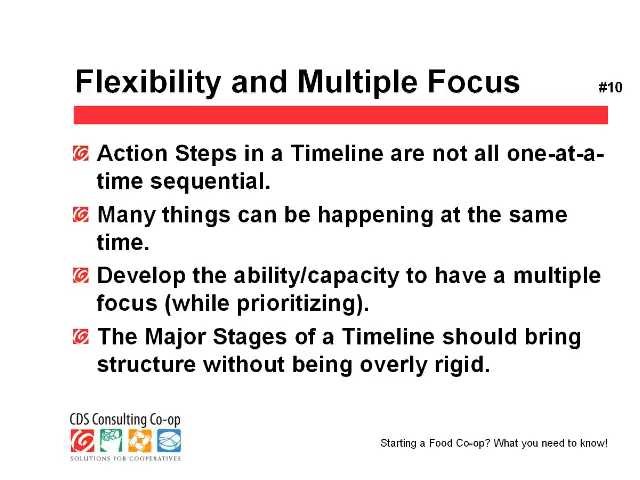 Flexibility and Multiple Focus #10
Action Steps in a Timeline are not all one-at-a-
time sequential.
Many things can be happening at the same
time.
Develop the ability/capacity to have a multiple
focus (while prioritizing).
The Major Stages of a Timeline should bring
structure without being overly rigid.
CDS Consulting Co-op
SOLUTIONS FOR COOPERATIVES
Starting a Food Co-op? What you need to know!